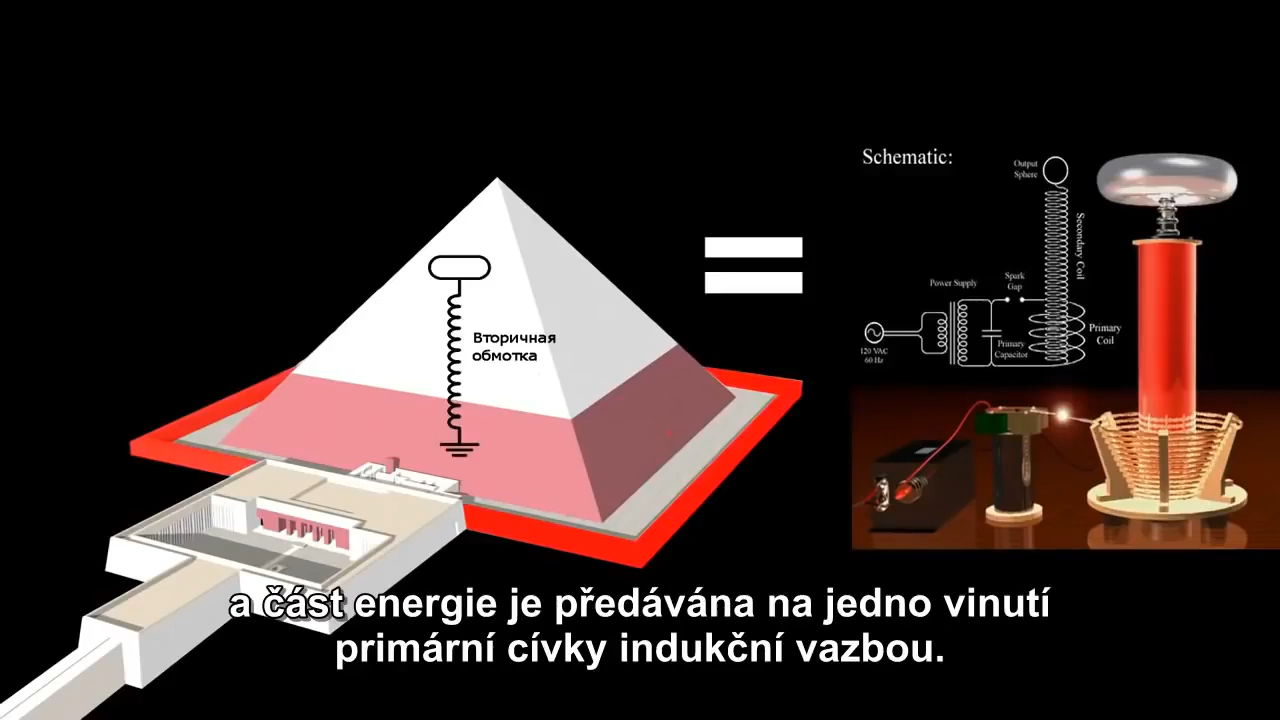 Schematic:
Output
Sphere
Secondary Coil
Spark
Gap
Power Supply
Primary
Coil
Primary
Capacitor
120 VAC
60 Hz
Вторичная
обмотка
а část energie je předávána na jedno vinutí
primární cívky indukční vazbou.